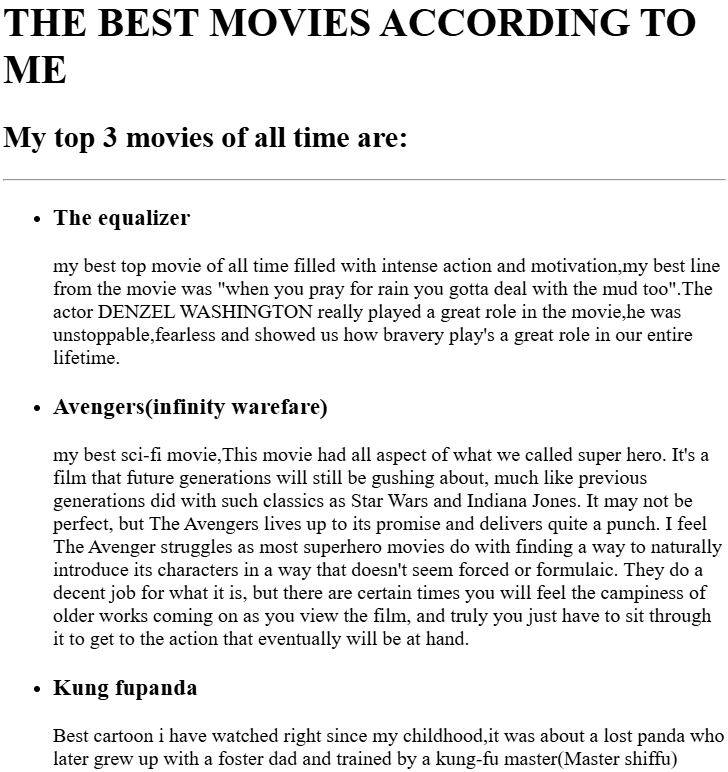 THE BEST MOVIES ACCORDING TO
ME
My top 3 movies of all time are:
• The equalizer
my best top movie of all time filled with intense action and motivation,my best line
from the movie was "when you pray for rain you gotta deal with the mud too".The
actor DENZEL WASHINGTON really played a great role in the movie,he was
unstoppable,fearless and showed us how bravery play's a great role in our entire
lifetime.
• Avengers(infinity warefare)
my best sci-fi movie,This movie had all aspect of what we called super hero. It's a
film that future generations will still be gushing about, much like previous
generations did with such classics as Star Wars and Indiana Jones. It may not be
perfect, but The Avengers lives up to its promise and delivers quite a punch. I feel
The Avenger struggles as most superhero movies do with finding a way to naturally
introduce its characters in a way that doesn't seem forced or formulaic. They do a
decent job for what it is, but there are certain times you will feel the campiness of
older works coming on as you view the film, and truly you just have to sit through
it to get to the action that eventually will be at hand.
• Kung fupanda
Best cartoon i have watched right since my childhood,it was about a lost panda who
later grew up with a foster dad and trained by a kung-fu master(Master shiffu)